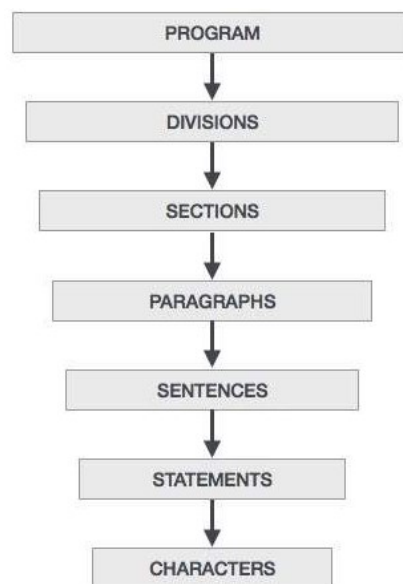 PROGRAM
DIVISIONS
SECTIONS
PARAGRAPHS
SENTENCES
STATEMENTS
CHARACTERS